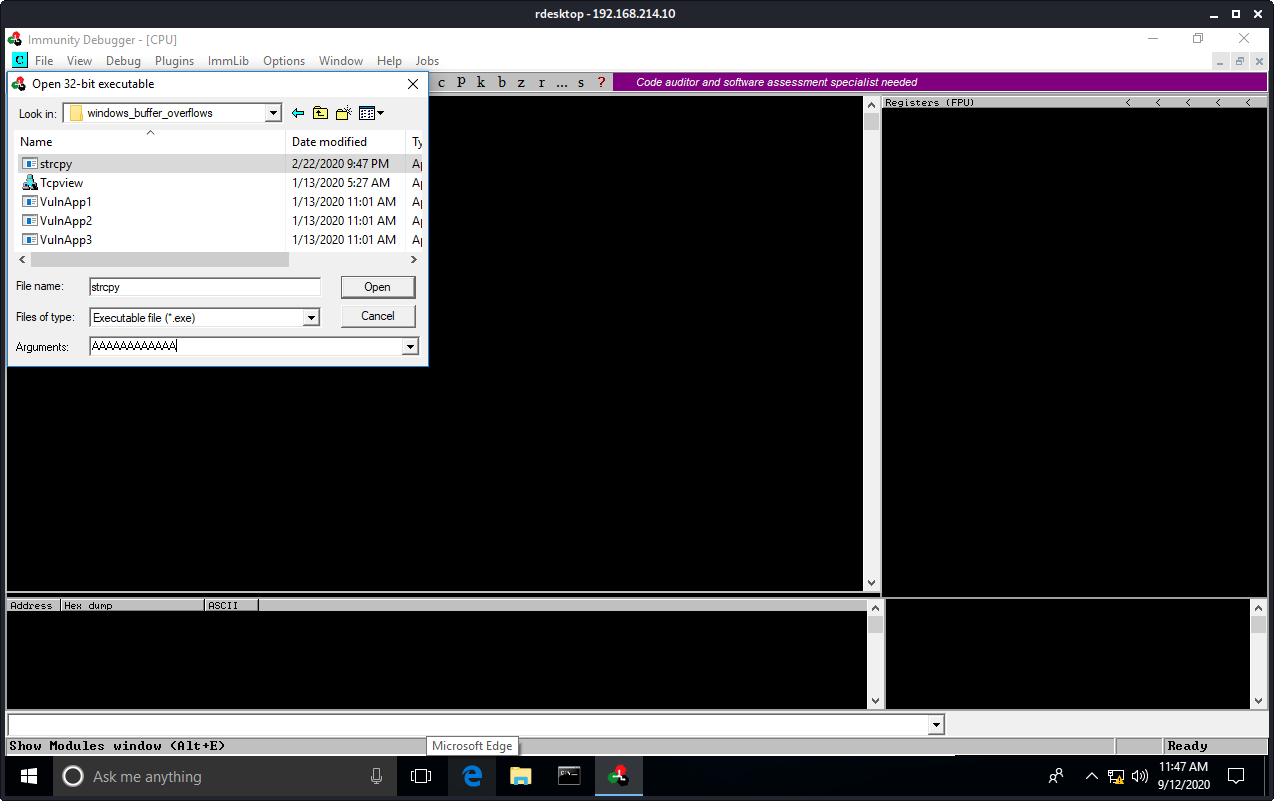 rdesktop - 192.168.214.10
Immunity Debugger - [CPU]
C File View Debug Plugins ImmLib Options Window Help Jobs
Open 32-bit executable
c P k b z r ... s ? Code auditor and software assessment specialist needed
Look in: windows_buffer_overflows
Registers (FPU) < < < < <
Name Date modified Ty
strcpy 2/22/2020 9:47 PM Ap
Tcpview 1/13/2020 5:27 AM Ap
VulnApp1 1/13/2020 11:01 AM Ap
VulnApp2 1/13/2020 11:01 AM Ap
VulnApp3 1/13/2020 11:01 AM Ap
File name: strcpy Open
Files of type: Executable file (*.exe) Cancel
Arguments: AAAAAAAAAAAA
Address Hex dump ASCII
Show Modules window (Alt+E) Ready
Microsoft Edge
Ask me anything
11:47 AM
9/12/2020